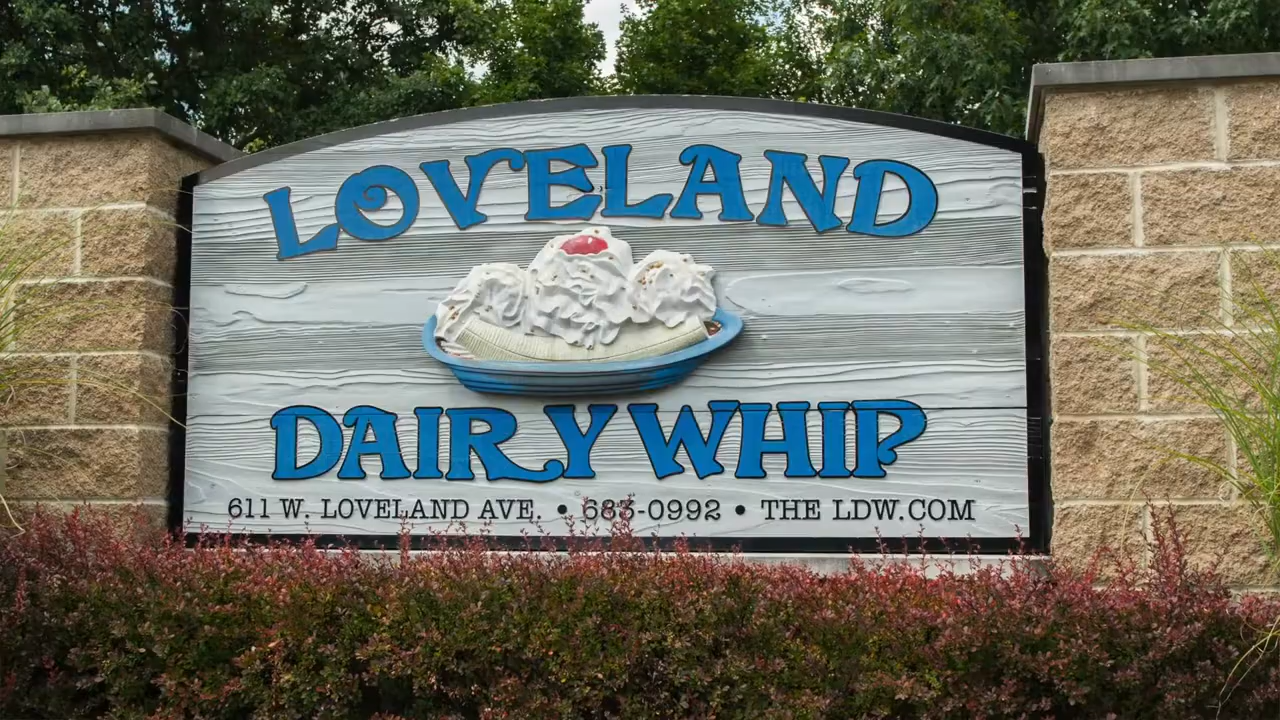 LOVELAND
DAIRY WHIP
611 W. LOVELAND AVE. • 683-0992 • THE LDW.COM